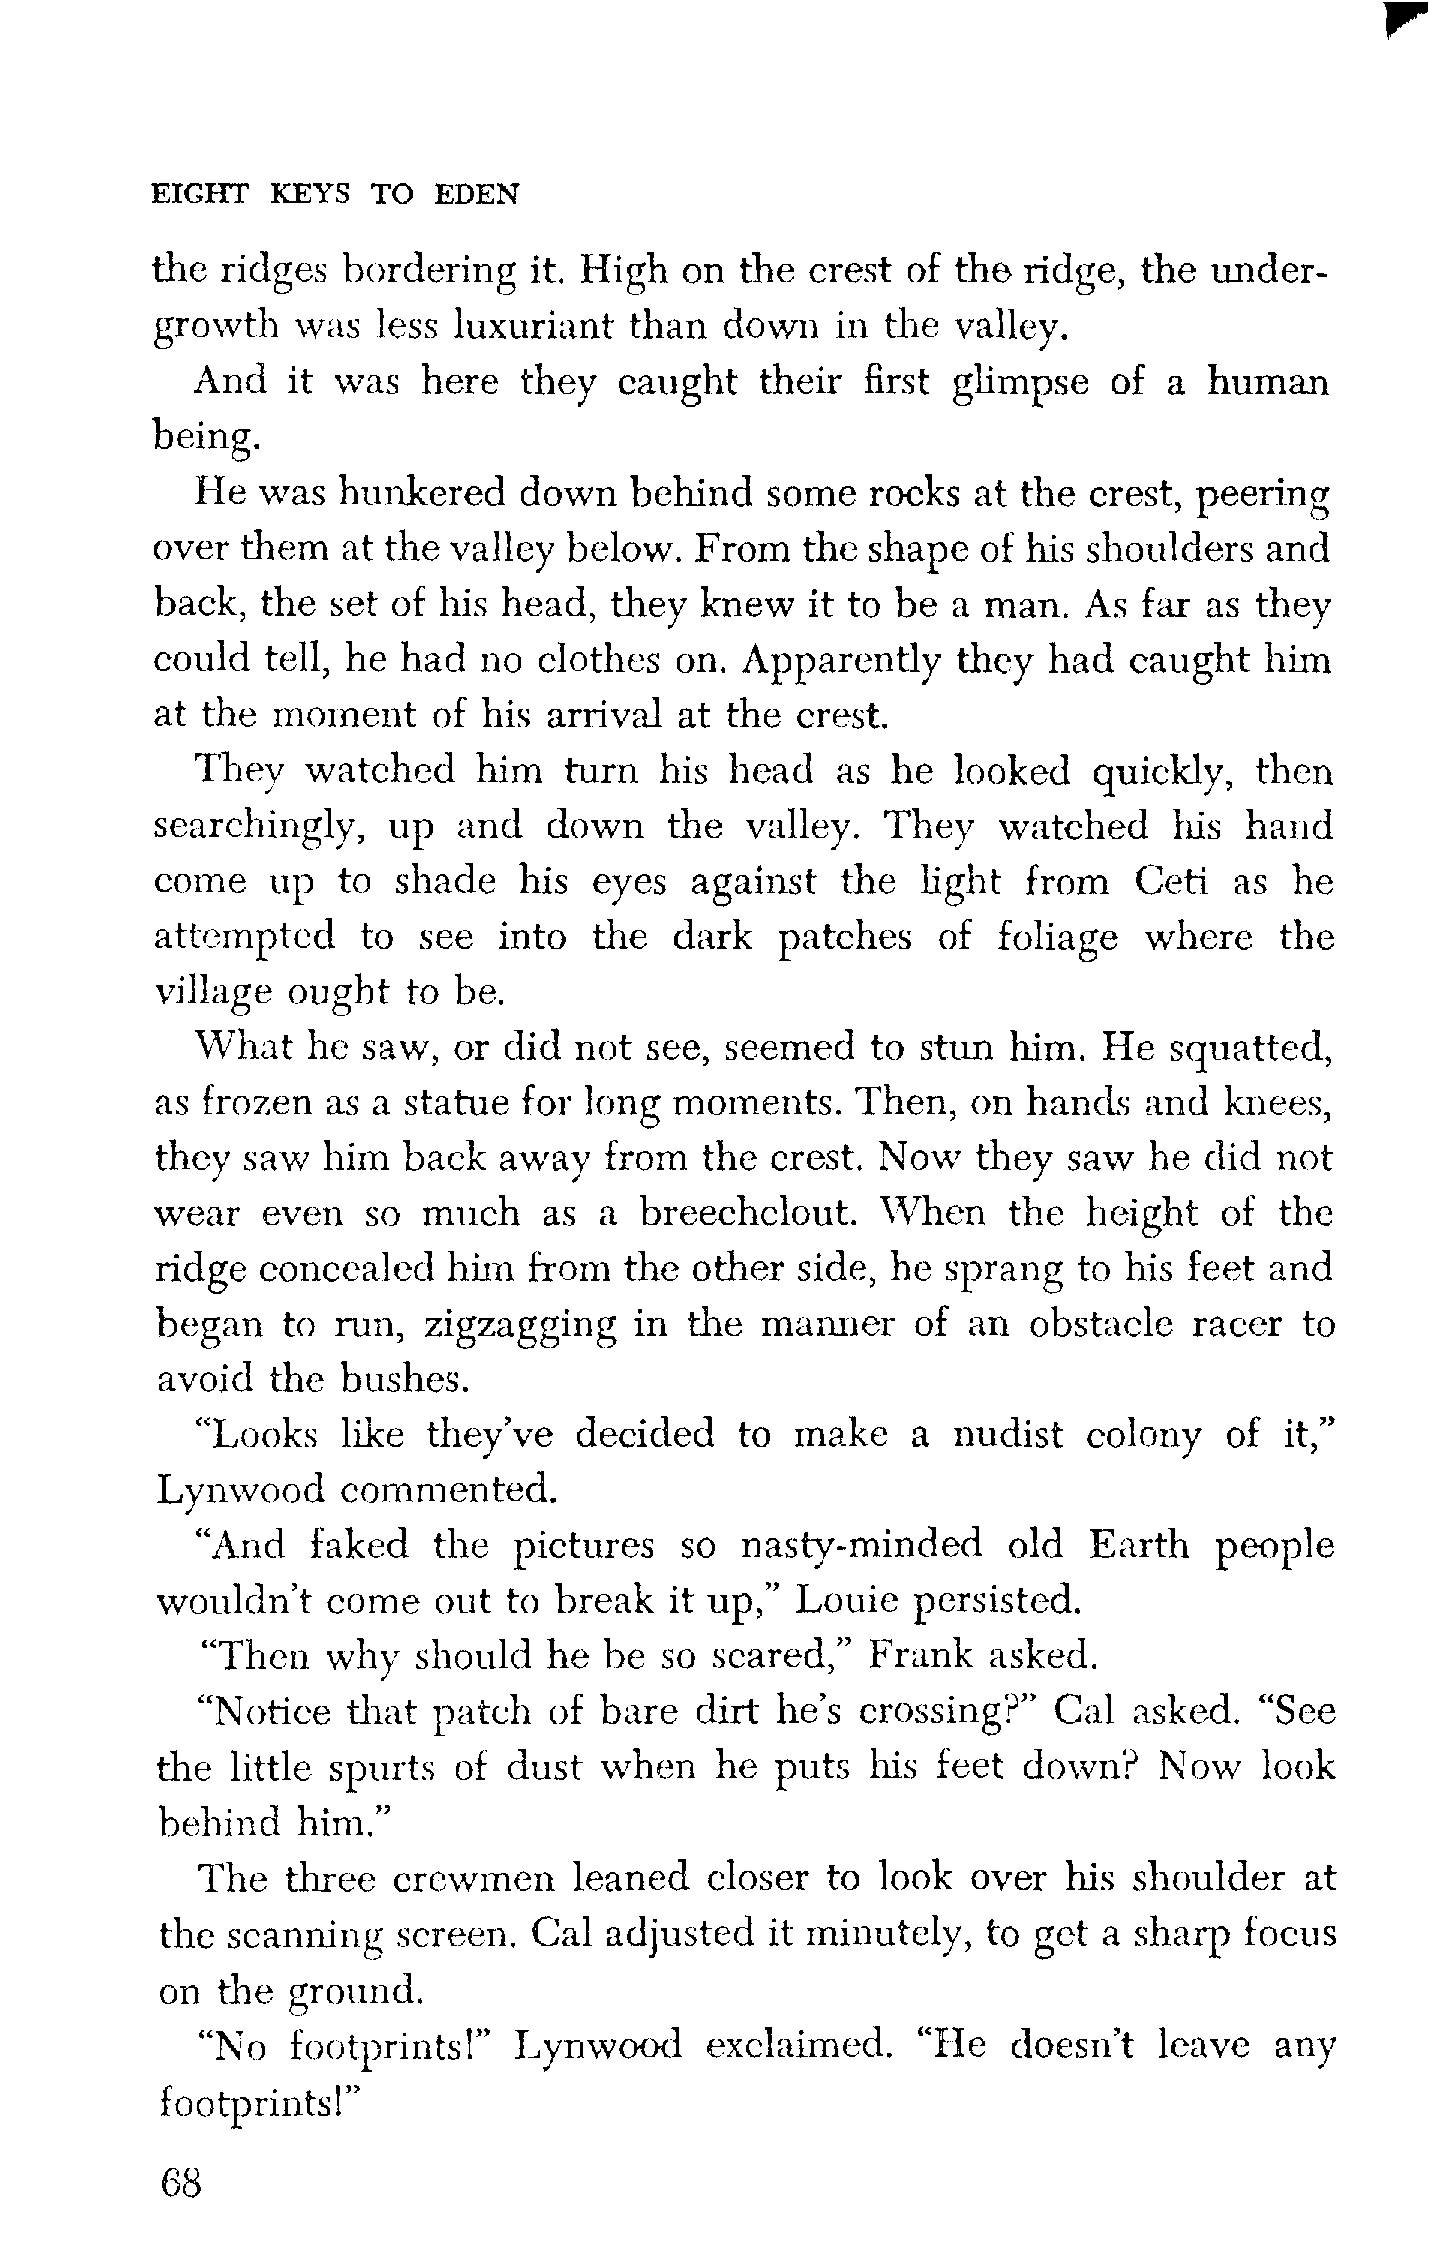 EIGHT KEYS TO EDEN
the ridges bordering it. High on the crest of the ridge, the under-
growth was less luxuriant than down in the valley.
And it was here they caught their first glimpse of a human
being.
He was hunkered down behind some rocks at the crest, peering
over them at the valley below. From the shape of his shoulders and
back, the set of his head, they knew it to be a man. As far as they
could tell, he had no clothes on. Apparently they had caught him
at the moment of his arrival at the crest.
They watched him turn his head as he looked quickly, then
searchingly, up and down the valley. They watched his hand
come up to shade his eyes against the light from Ceti as he
attempted to see into the dark patches of foliage where the
village ought to be.
What he saw, or did not see, seemed to stun him. He squatted,
as frozen as a statue for long moments. Then, on hands and knees,
they saw him back away from the crest. Now they saw he did not
wear even so much as a breechclout. When the height of the
ridge concealed him from the other side, he sprang to his feet and
began to run, zigzagging in the manner of an obstacle racer to
avoid the bushes.
“Looks like they’ve decided to make a nudist colony of it,”
Lynwood commented.
“And faked the pictures so nasty-minded old Earth people
wouldn’t come out to break it up,” Louie persisted.
“Then why should he be so scared,” Frank asked.
“Notice that patch of bare dirt he’s crossing?” Cal asked. “See
the little spurts of dust when he puts his feet down? Now look
behind him.”
The three crewmen leaned closer to look over his shoulder at
the scanning screen. Cal adjusted it minutely, to get a sharp focus
on the ground.
“No footprints!” Lynwood exclaimed. “He doesn’t leave any
footprints!”
68